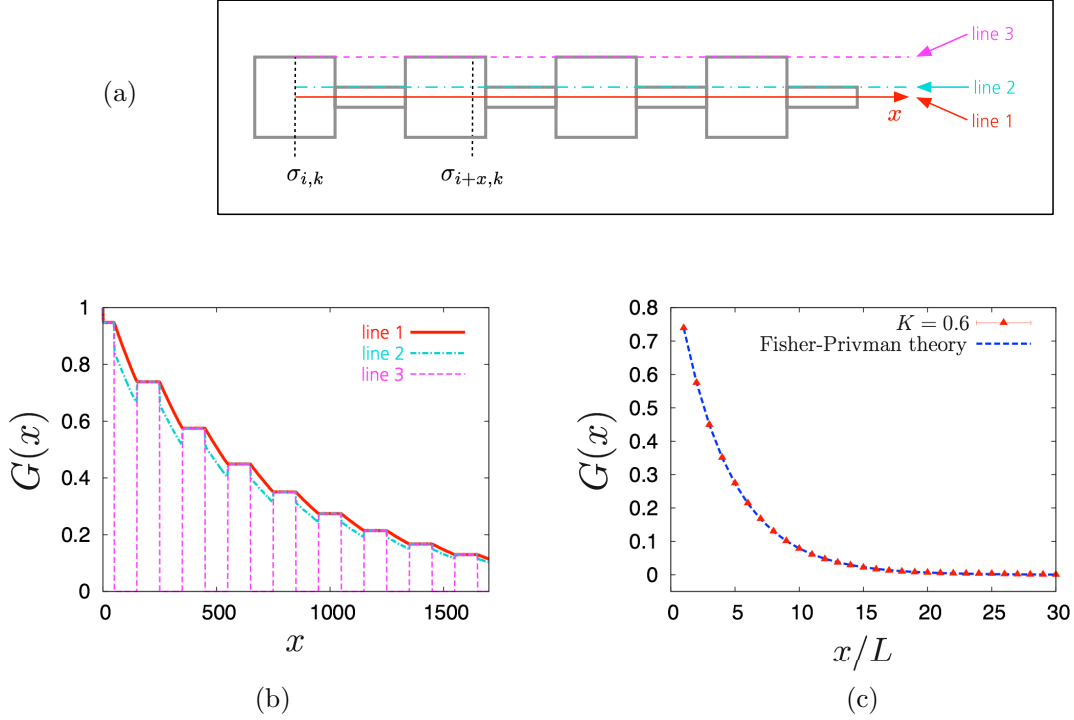 (a)
line 3
line 2
line 1
x
σi,k
σi+x,k
G(x)
1
0.8
0.6
0.4
0.2
0
line 1
line 2
line 3
0 500 1000 1500
x
(b)
G(x)
0.8
0.7
0.6
0.5
0.4
0.3
0.2
0.1
0
K = 0.6
Fisher-Privman theory
0 5 10 15 20 25 30
x/L
(c)